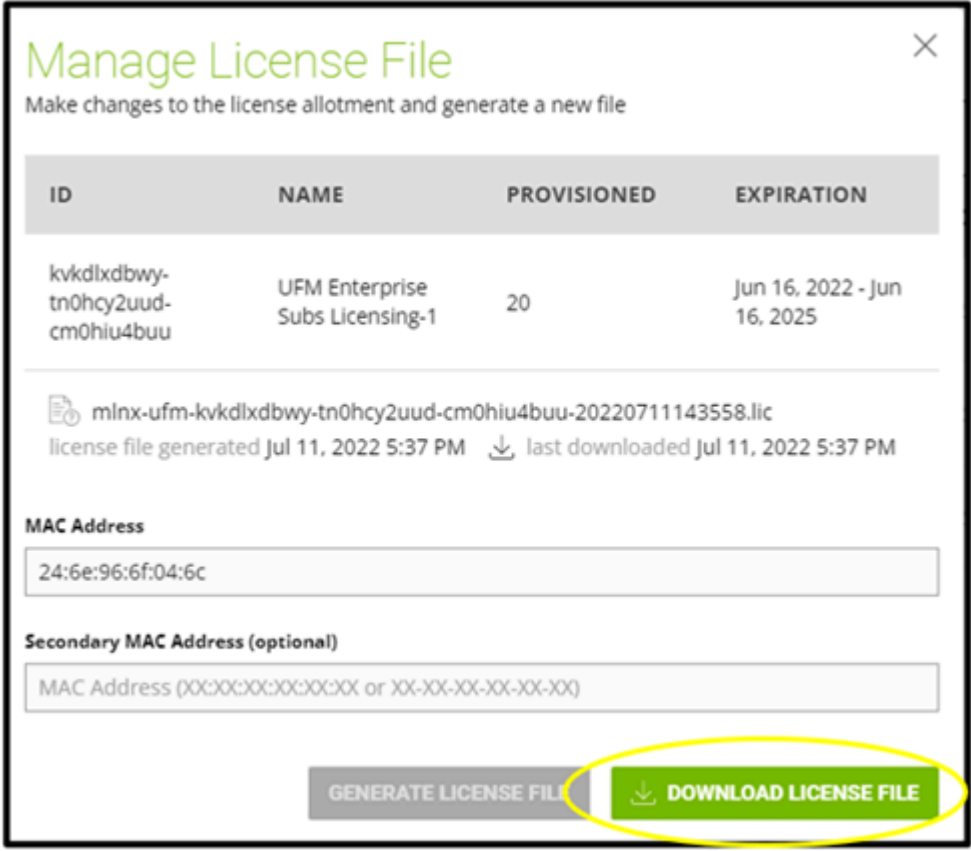 Manage License File
Make changes to the license allotment and generate a new file
ID NAME PROVISIONED EXPIRATION
kvkdlxdbwy-
tn0hcy2uud-
cm0hiu4buu
UFM Enterprise
Subs Licensing-1
20
Jun 16, 2022 - Jun
16, 2025
mlnx-ufm-kvkdlxdbwy-tn0hcy2uud-cm0hiu4buu-20220711143558.lic
license file generated Jul 11, 2022 5:37 PM last downloaded Jul 11, 2022 5:37 PM
MAC Address
24:6e:96:6f:04:6c
Secondary MAC Address (optional)
MAC Address (XX:XX:XX:XX:XX:XX or XX-XX-XX-XX-XX-XX)
GENERATE LICENSE FILE
DOWNLOAD LICENSE FILE